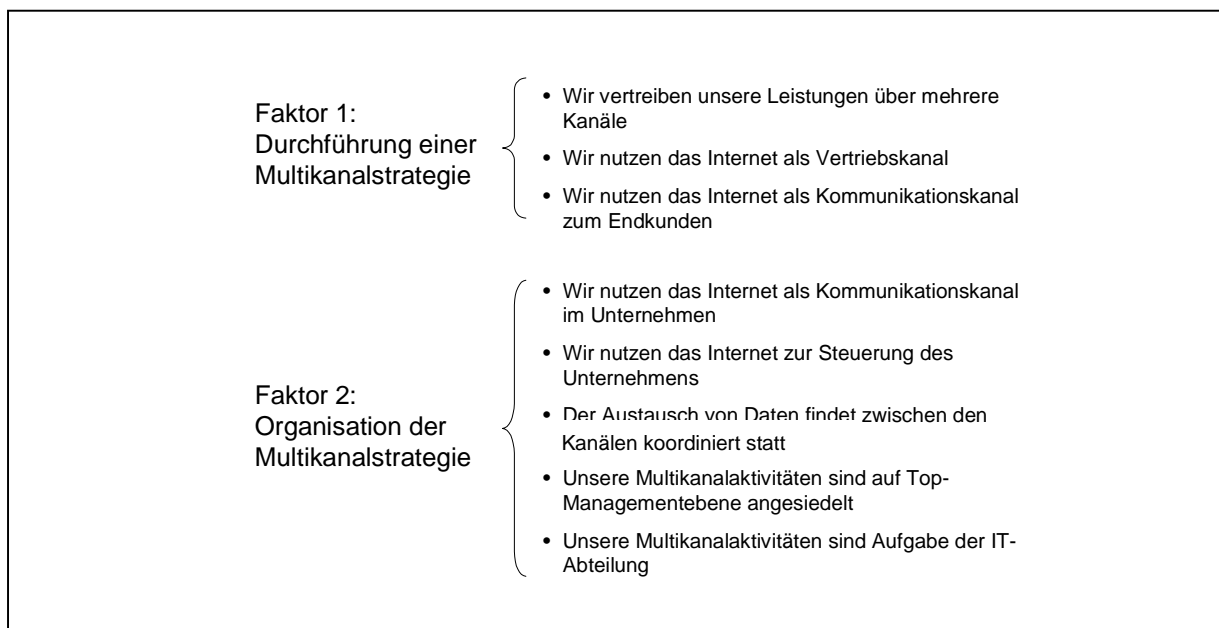 Faktor 1:
Durchführung einer
Multikanalstrategie
• Wir vertreiben unsere Leistungen über mehrere
Kanäle
• Wir nutzen das Internet als Vertriebskanal
• Wir nutzen das Internet als Kommunikationskanal
zum Endkunden
Faktor 2:
Organisation der
Multikanalstrategie
• Wir nutzen das Internet als Kommunikationskanal
im Unternehmen
• Wir nutzen das Internet zur Steuerung des
Unternehmens
• Der Austausch von Daten findet zwischen den
Kanälen koordiniert statt
• Unsere Multikanalaktivitäten sind auf Top-
Managementebene angesiedelt
• Unsere Multikanalaktivitäten sind Aufgabe der IT-
Abteilung